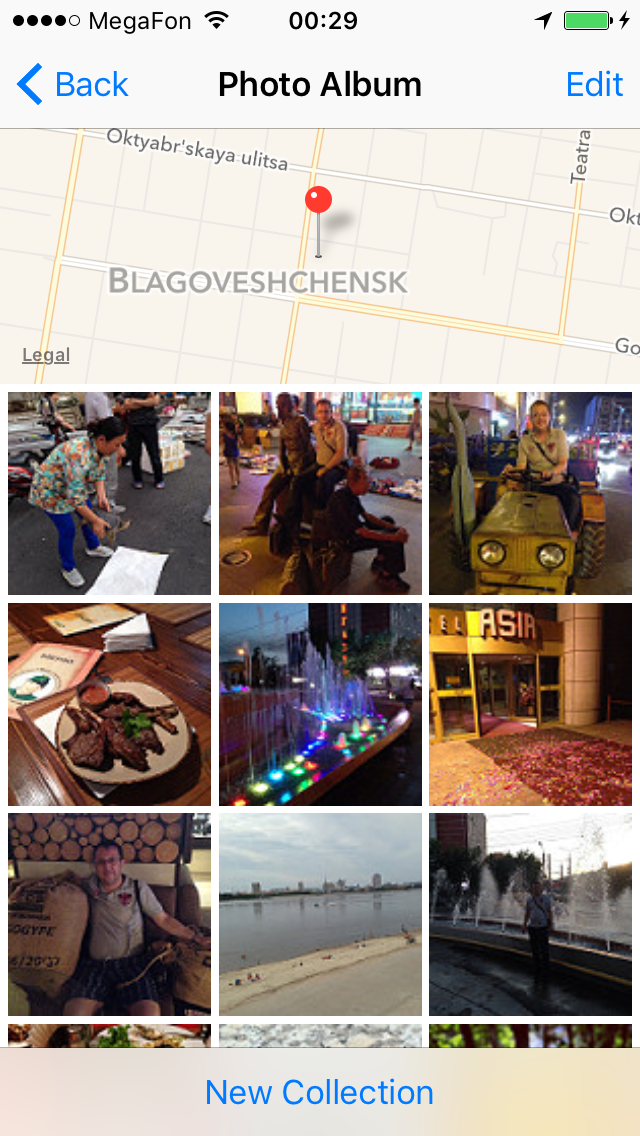 MegaFon 00:29
Back Photo Album Edit
Oktyabr'skaya ulitsa
Teatra
Okt
BLAGOVESHCHENSK
Go
Legal
ASIA
New Collection